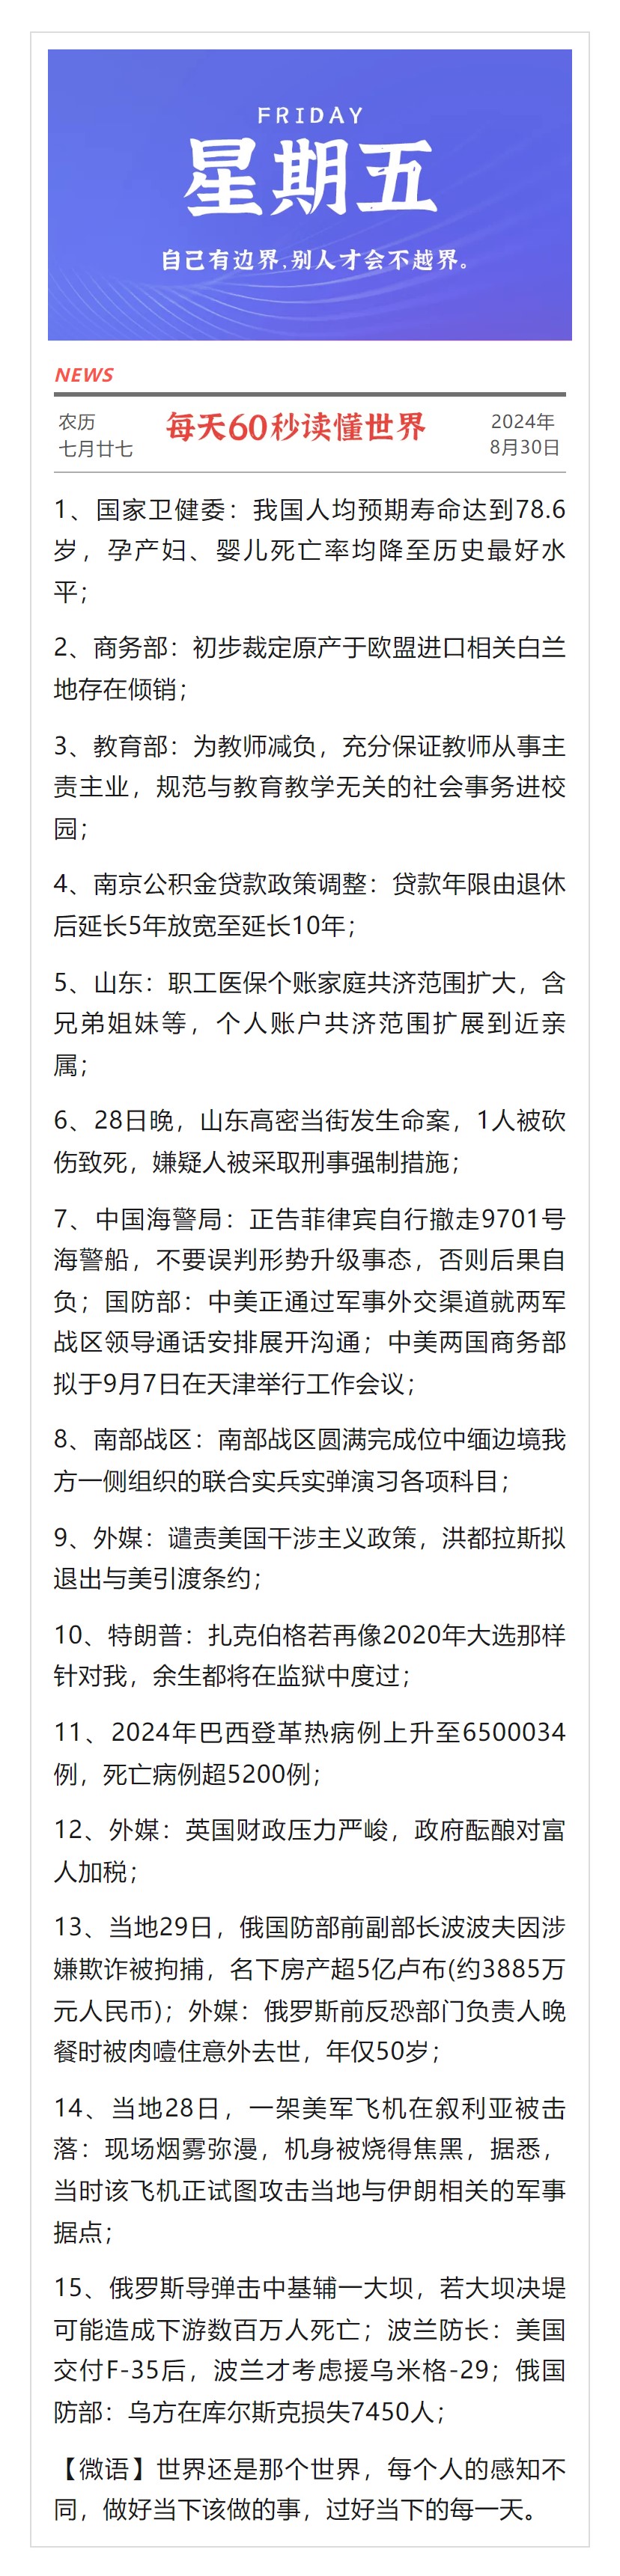 FRIDAY
星期五
自己有边界,别人才会不越界。
NEWS
农历
七月廿七
每天60秒读懂世界
2024年
8月30日
1、国家卫健委：我国人均预期寿命达到78.6
岁，孕产妇、婴儿死亡率均降至历史最好水
平；
2、商务部：初步裁定原产于欧盟进口相关白兰
地存在倾销；
3、教育部：为教师减负，充分保证教师从事主
责主业，规范与教育教学无关的社会事务进校
园；
4、南京公积金贷款政策调整：贷款年限由退休
后延长5年放宽至延长10年；
5、山东：职工医保个账家庭共济范围扩大，含
兄弟姐妹等，个人账户共济范围扩展到近亲
属；
6、28日晚，山东高密当街发生命案，1人被砍
伤致死，嫌疑人被采取刑事强制措施；
7、中国海警局：正告菲律宾自行撤走9701号
海警船，不要误判形势升级事态，否则后果自
负；国防部：中美正通过军事外交渠道就两军
战区领导通话安排展开沟通；中美两国商务部
拟于9月7日在天津举行工作会议；
8、南部战区：南部战区圆满完成位中缅边境我
方一侧组织的联合实兵实弹演习各项科目；
9、外媒：谴责美国干涉主义政策，洪都拉斯拟
退出与美引渡条约；
10、特朗普：扎克伯格若再像2020年大选那样
针对我，余生都将在监狱中度过；
11、2024年巴西登革热病例上升至6500034
例，死亡病例超5200例；
12、外媒：英国财政压力严峻，政府酝酿对富
人加税；
13、当地29日，俄国防部前副部长波波夫因涉
嫌欺诈被拘捕，名下房产超5亿卢布(约3885万
元人民币)；外媒：俄罗斯前反恐部门负责人晚
餐时被肉噎住意外去世，年仅50岁；
14、当地28日，一架美军飞机在叙利亚被击
落：现场烟雾弥漫，机身被烧得焦黑，据悉，
当时该飞机正试图攻击当地与伊朗相关的军事
据点；
15、俄罗斯导弹击中基辅一大坝，若大坝决堤
可能造成下游数百万人死亡；波兰防长：美国
交付F-35后，波兰才考虑援乌米格-29；俄国
防部：乌方在库尔斯克损失7450人；
【微语】世界还是那个世界，每个人的感知不
同，做好当下该做的事，过好当下的每一天。